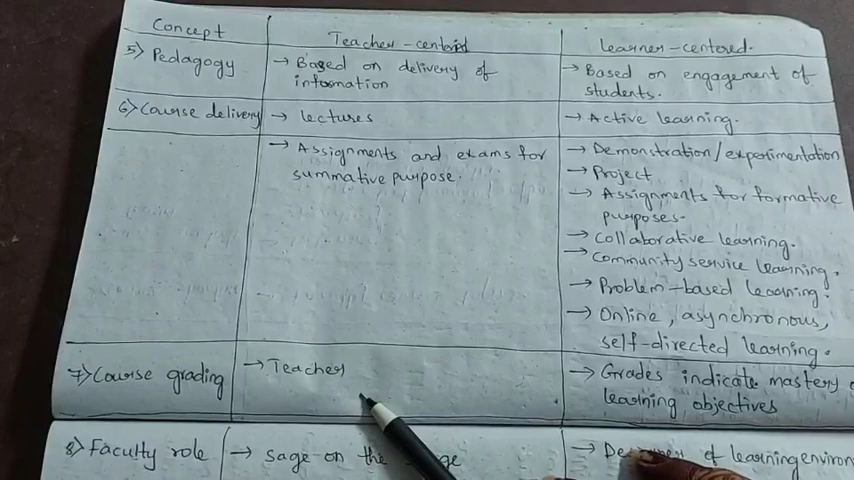 Concept Teacher-centered Learner-centered.
5) Pedagogy → Based on delivery of → Based on engagement of
information students.
6) Course delivery → lectures → Active learning.
→ Assignments and exams for → Demonstration/experimentation
summative purpose. → Project
→ Assignments for formative
purposes.
→ Collaborative learning.
→ Community service learning.
→ Problem-based learning.
→ Online, asynchronous,
self-directed learning.
7) Course grading → Teacher → Grades indicate mastery
learning objectives
8) Faculty role → sage on the of learning